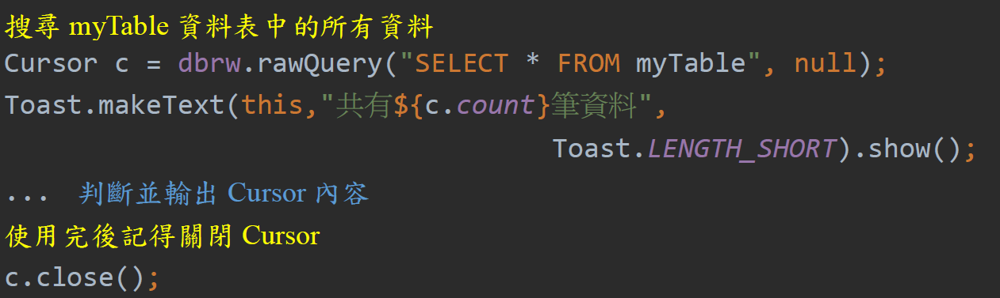 搜尋 myTable 資料表中的所有資料
Cursor c = dbrw.rawQuery("SELECT * FROM myTable", null);
Toast.makeText(this,"共有${c.count}筆資料",
Toast.LENGTH_SHORT).show();
... 判斷並輸出 Cursor 內容
使用完後記得關閉 Cursor
c.close();